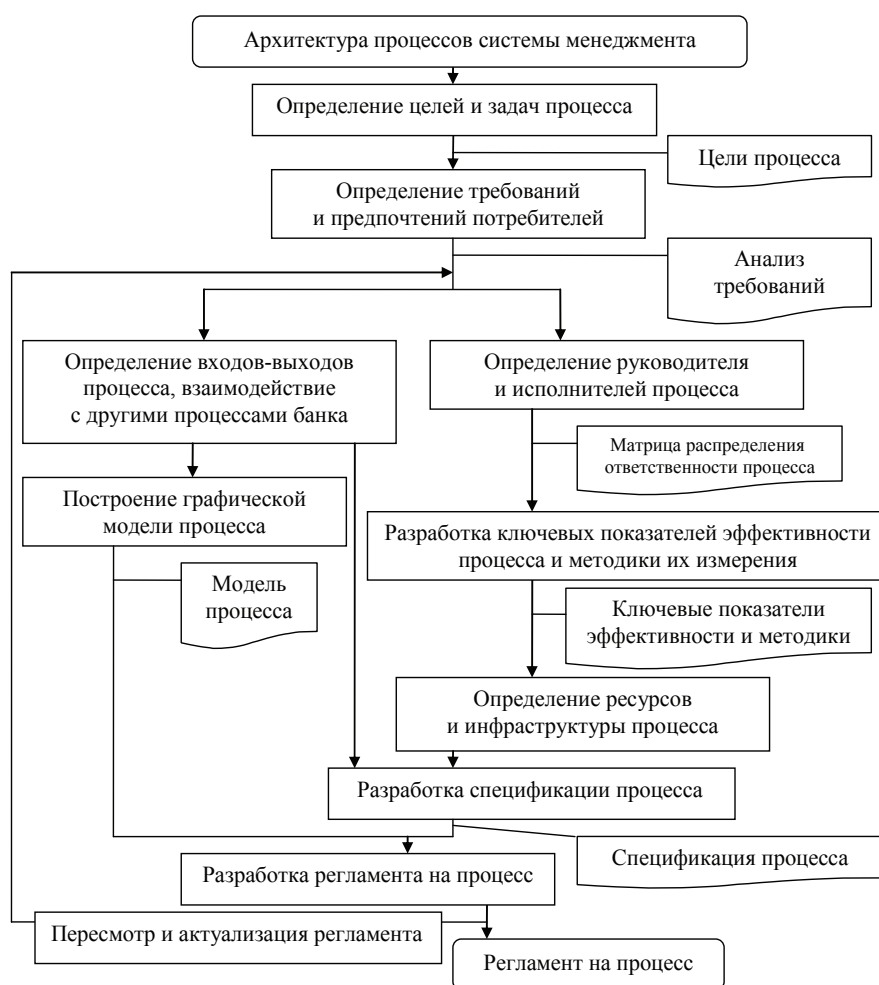 Архитектура процессов системы менеджмента
Определение целей и задач процесса
Цели процесса
Определение требований
и предпочтений потребителей
Анализ
требований
Определение входов-выходов
процесса, взаимодействие
с другими процессами банка
Определение руководителя
и исполнителей процесса
Матрица распределения
ответственности процесса
Построение графической
модели процесса
Разработка ключевых показателей эффективности
процесса и методики их измерения
Модель
процесса
Ключевые показатели
эффективности и методики
Определение ресурсов
и инфраструктуры процесса
Разработка спецификации процесса
Спецификация процесса
Разработка регламента на процесс
Пересмотр и актуализация регламента
Регламент на процесс